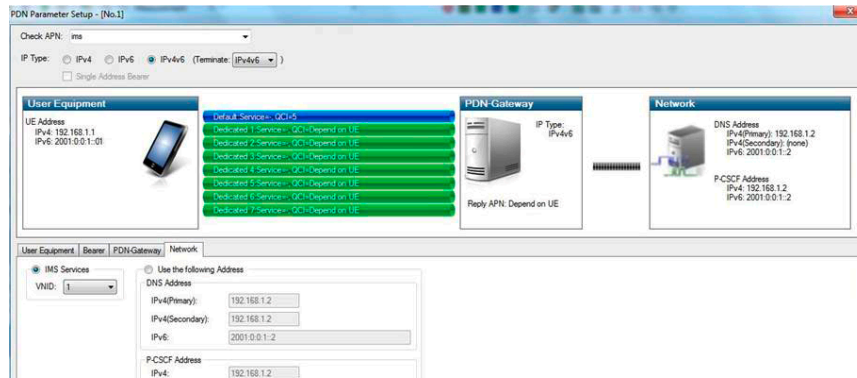 PDN Parameter Setup - [No.1]
Check APN: ims
IP Type: IPv4 IPv6 IPv4v6 (Terminate: IPv4v6 )
Single Address Bearer
User Equipment
UE Address
IPv4: 192.168.1.1
IPv6: 2001:0:0:1::01
Default:Service=-, QCI=5
Dedicated 1:Service=-, QCI=Depend on UE
Dedicated 2:Service=-, QCI=Depend on UE
Dedicated 3:Service=-, QCI=Depend on UE
Dedicated 4:Service=-, QCI=Depend on UE
Dedicated 5:Service=-, QCI=Depend on UE
Dedicated 6:Service=-, QCI=Depend on UE
Dedicated 7:Service=-, QCI=Depend on UE
PDN-Gateway
IP Type:
IPv4v6
Reply APN: Depend on UE
Network
DNS Address
IPv4(Primary): 192.168.1.2
IPv4(Secondary): (none)
IPv6: 2001:0:0:1::2
P-CSCF Address
IPv4: 192.168.1.2
IPv6: 2001:0:0:1::2
User Equipment Bearer PDN-Gateway Network
IMS Services
VNID: 1
Use the following Address
DNS Address
IPv4(Primary): 192.168.1.2
IPv4(Secondary): 192.168.1.2
IPv6: 2001:0:0:1::2
P-CSCF Address
IPv4: 192.168.1.2